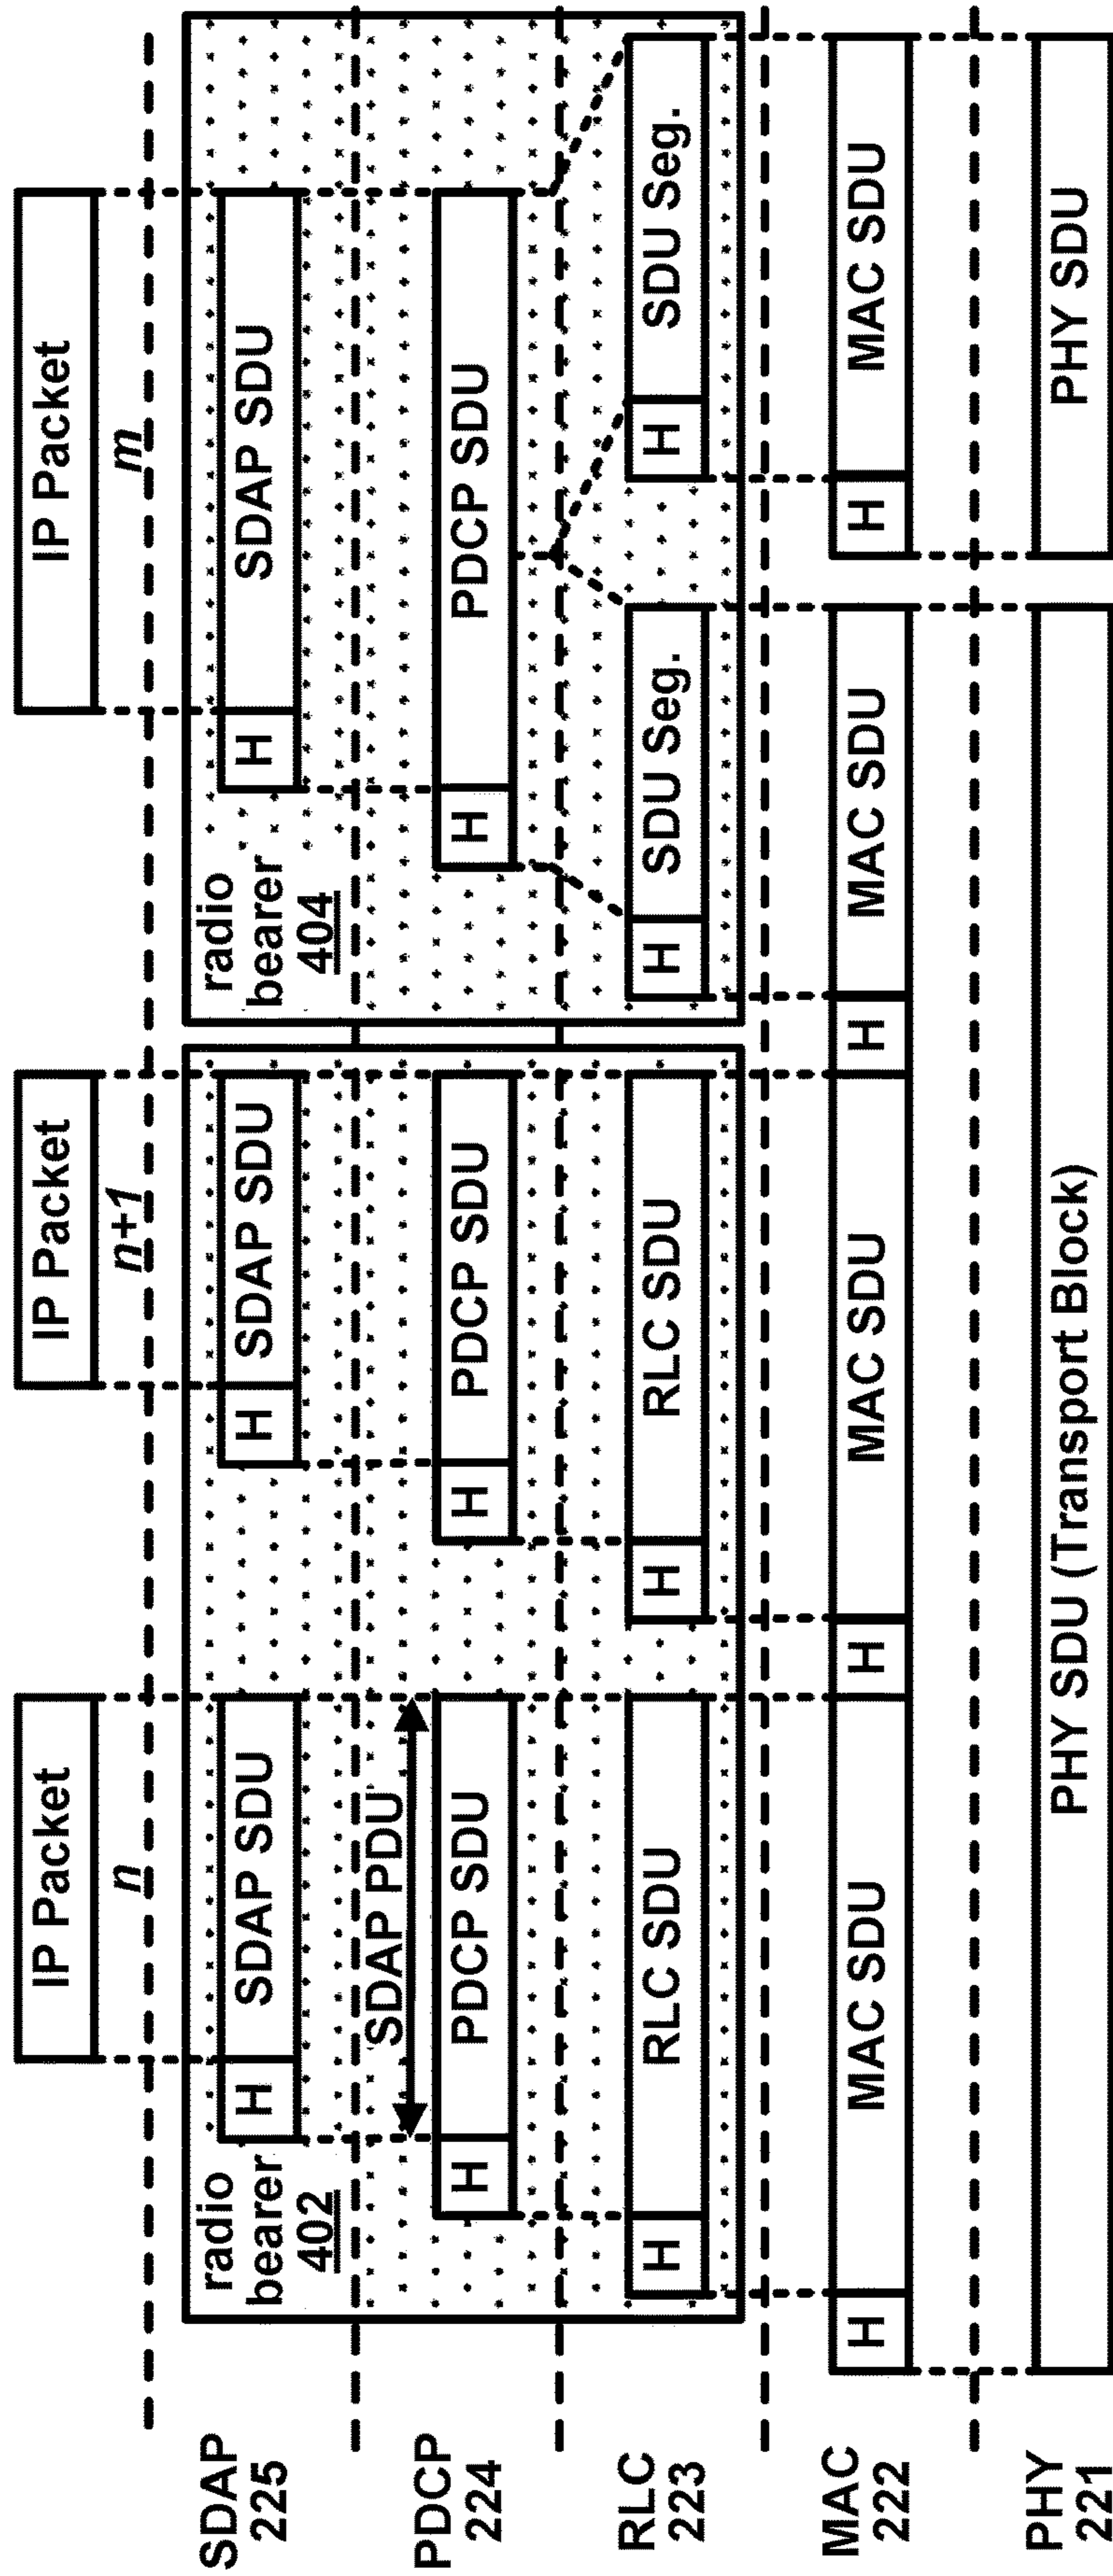 IP Packet IP Packet IP Packet
n n+1 m
SDAP
225
radio
bearer
402
H SDAP SDU H SDAP SDU
radio
bearer
404
H SDAP SDU
PDCP
224
SDAP PDU
H PDCP SDU H PDCP SDU H PDCP SDU
RLC
223
H RLC SDU H RLC SDU H SDU Seg. H SDU Seg.
MAC
222
H MAC SDU H MAC SDU H MAC SDU H MAC SDU
PHY
221
PHY SDU (Transport Block) PHY SDU